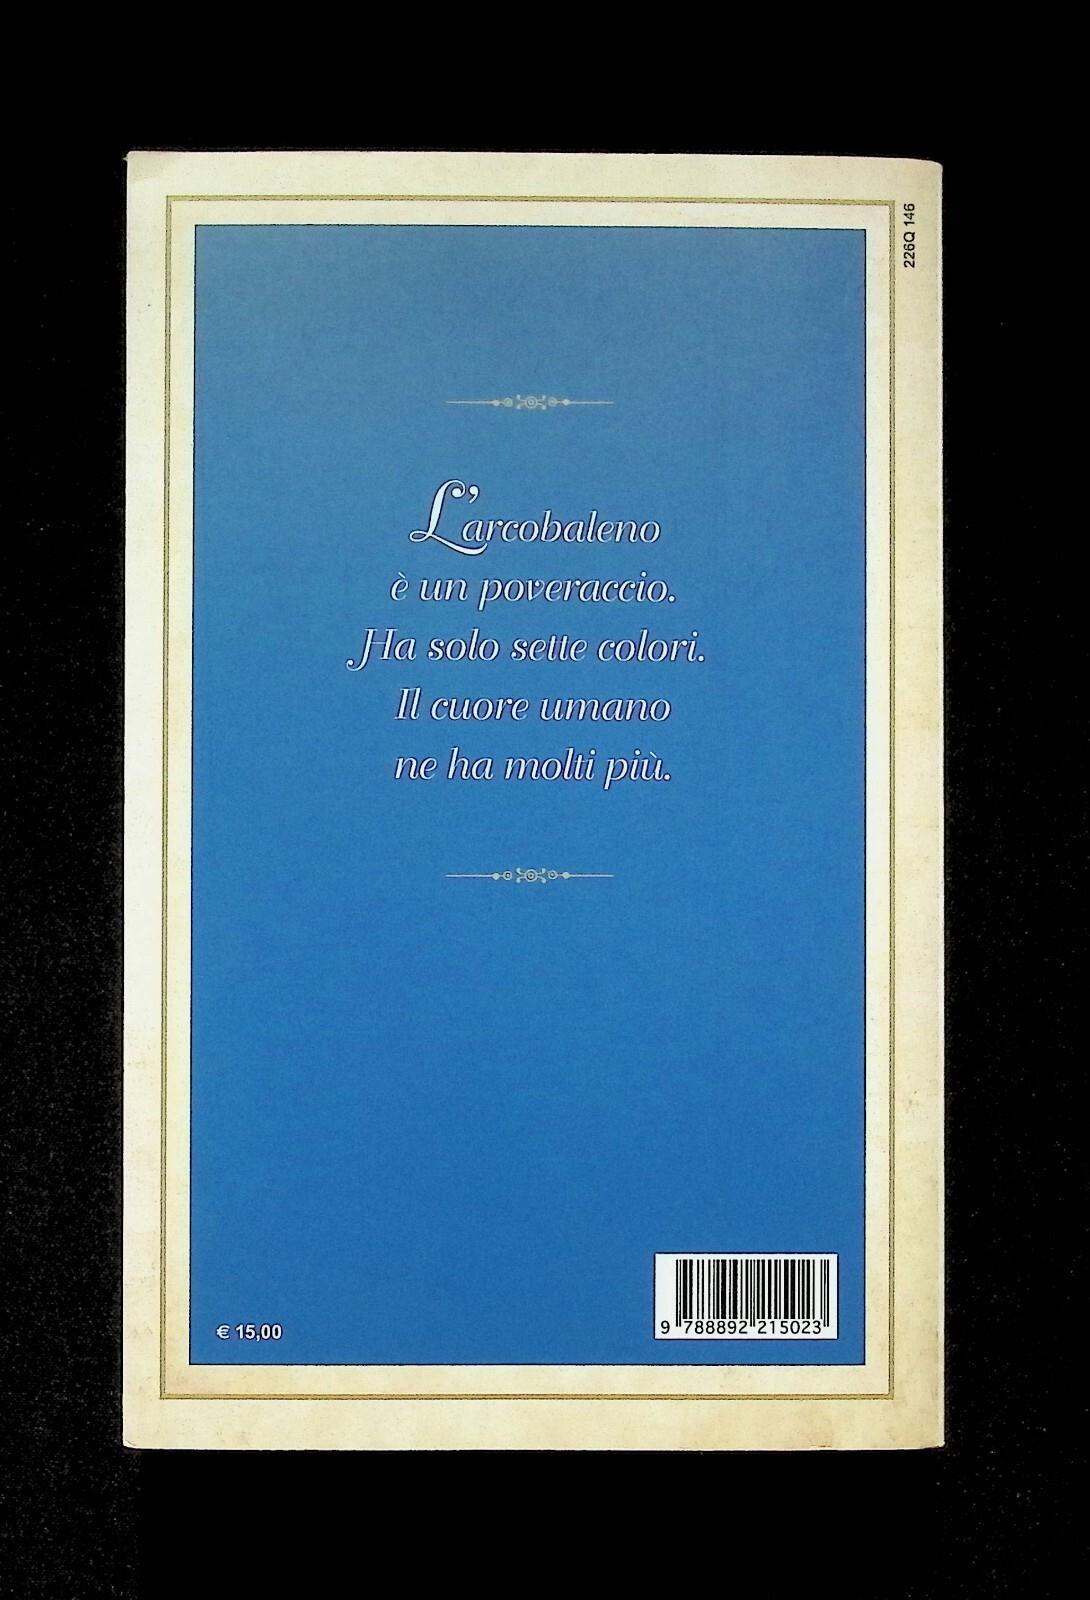 226Q 146
L'arcobaleno
è un poveraccio.
Ha solo sette colori.
Il cuore umano
ne ha molti più.
€ 15,00
9 788892 215023